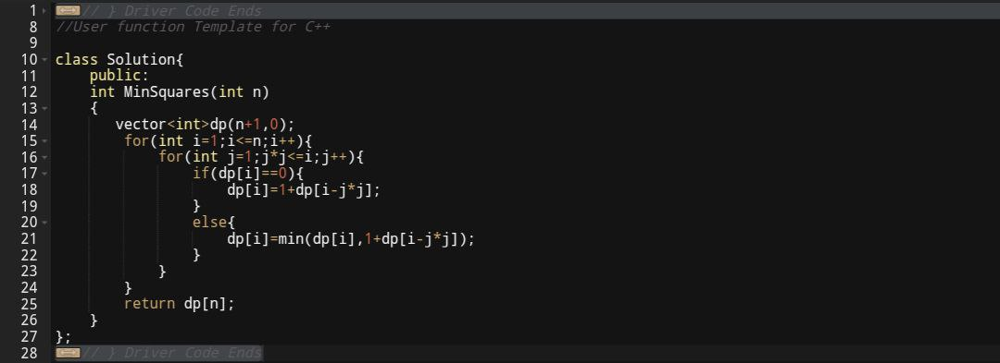 1 // } Driver Code Ends
8 //User function Template for C++
9
10 class Solution{
11     public:
12     int MinSquares(int n)
13     {
14        vector<int>dp(n+1,0);
15         for(int i=1;i<=n;i++){
16             for(int j=1;j*j<=i;j++){
17                 if(dp[i]==0){
18                     dp[i]=1+dp[i-j*j];
19                 }
20                 else{
21                     dp[i]=min(dp[i],1+dp[i-j*j]);
22                 }
23             }
24         }
25         return dp[n];
26     }
27 };
28 // } Driver Code Ends